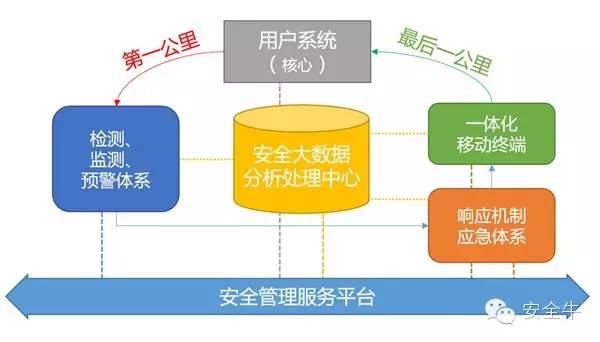 用户系统
（核心）
第一公里
最后一公里
检测、
监测、
预警体系
安全大数据
分析处理中心
一体化
移动终端
响应机制
应急体系
安全管理服务平台
安全牛